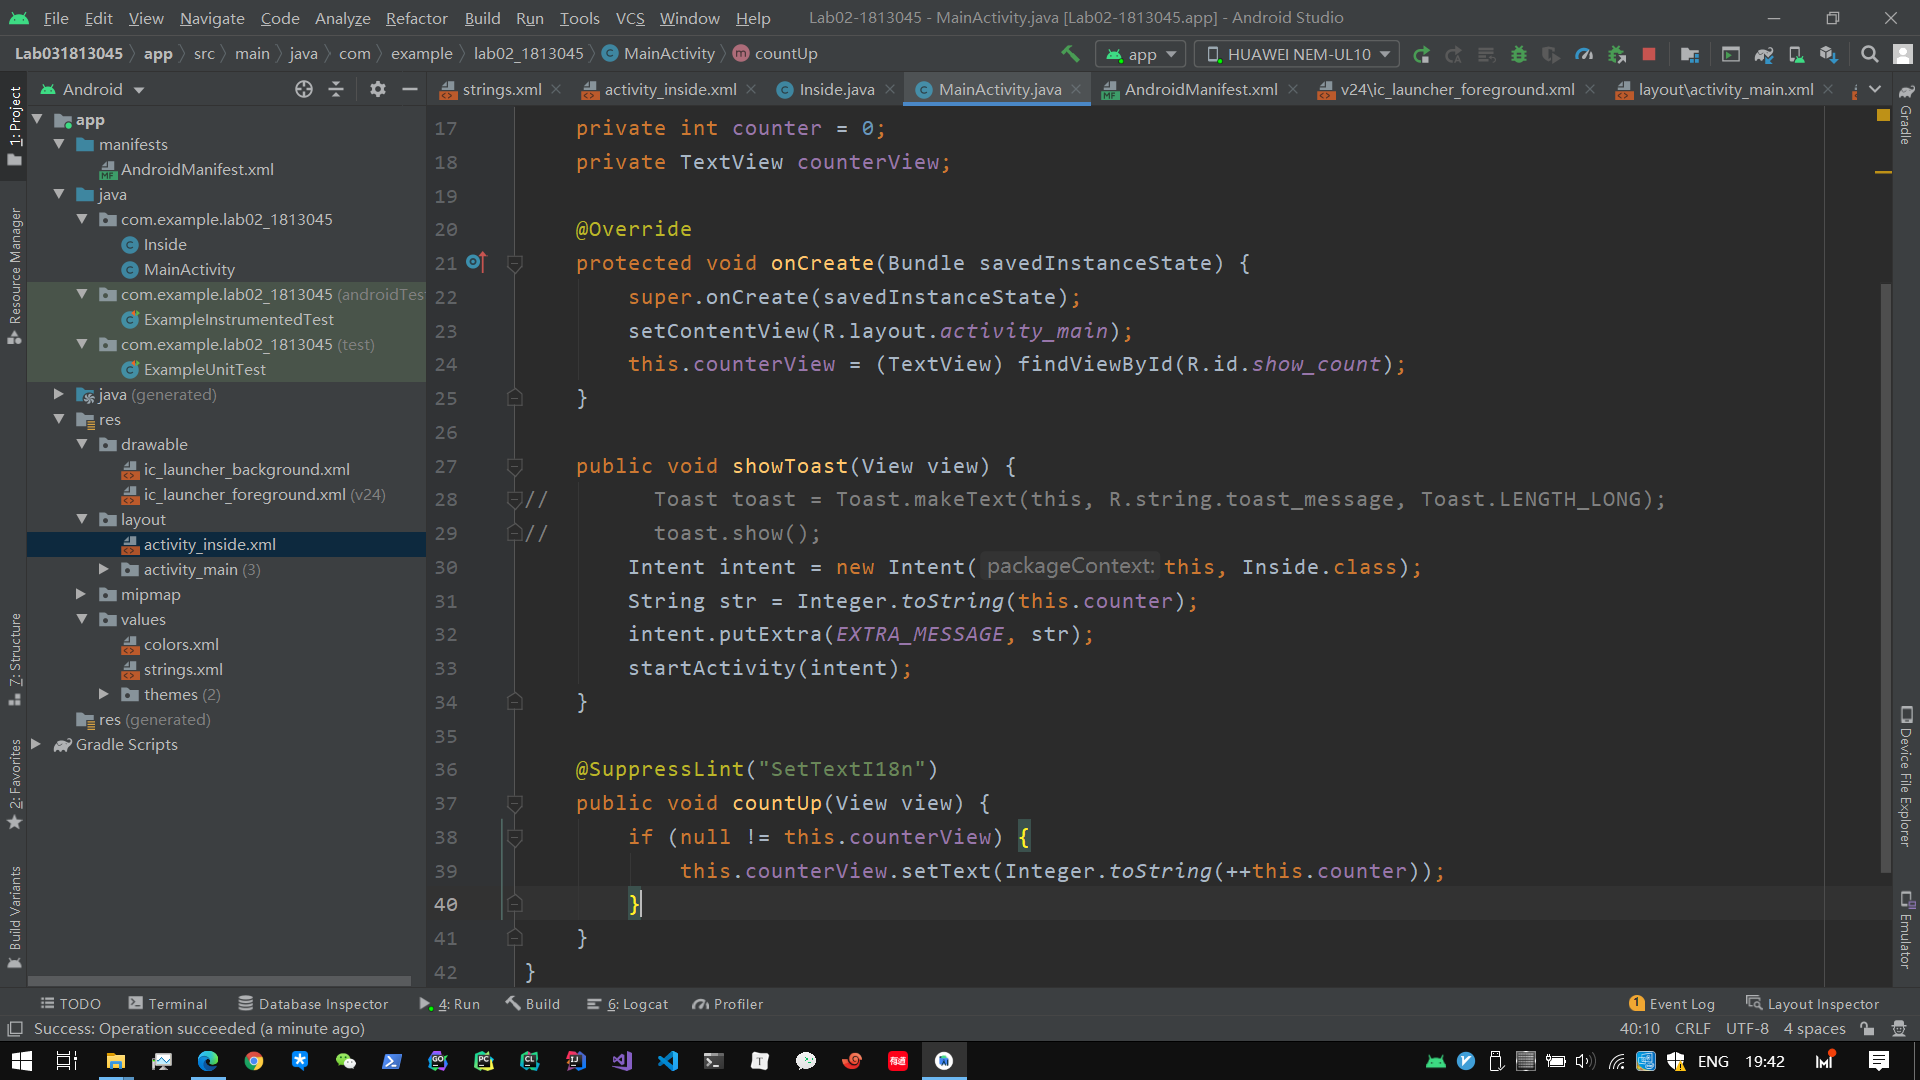 File Edit View Navigate Code Analyze Refactor Build Run Tools VCS Window Help Lab02-1813045 - MainActivity.java [Lab02-1813045.app] - Android Studio
Lab031813045 app src main java com example lab02_1813045 MainActivity countUp app HUAWEI NEM-UL10
Android strings.xml activity_inside.xml Inside.java MainActivity.java AndroidManifest.xml v24\ic_launcher_foreground.xml layout\activity_main.xml
1: Project
Resource Manager
Z: Structure
2: Favorites
Build Variants
app
manifests
AndroidManifest.xml
java
com.example.lab02_1813045
Inside
MainActivity
com.example.lab02_1813045 (androidTest
ExampleInstrumentedTest
com.example.lab02_1813045 (test)
ExampleUnitTest
java (generated)
res
drawable
ic_launcher_background.xml
ic_launcher_foreground.xml (v24)
layout
activity_inside.xml
activity_main (3)
mipmap
values
colors.xml
strings.xml
themes (2)
res (generated)
Gradle Scripts
17 private int counter = 0;
18 private TextView counterView;
19
20 @Override
21 protected void onCreate(Bundle savedInstanceState) {
22 super.onCreate(savedInstanceState);
23 setContentView(R.layout.activity_main);
24 this.counterView = (TextView) findViewById(R.id.show_count);
25 }
26
27 public void showToast(View view) {
28 // Toast toast = Toast.makeText(this, R.string.toast_message, Toast.LENGTH_LONG);
29 // toast.show();
30 Intent intent = new Intent( packageContext: this, Inside.class);
31 String str = Integer.toString(this.counter);
32 intent.putExtra(EXTRA_MESSAGE, str);
33 startActivity(intent);
34 }
35
36 @SuppressLint("SetTextI18n")
37 public void countUp(View view) {
38 if (null != this.counterView) {
39 this.counterView.setText(Integer.toString(++this.counter));
40 }
41 }
42 }
Gradle
Device File Explorer
Emulator
TODO Terminal Database Inspector 4: Run Build 6: Logcat Profiler 1 Event Log Layout Inspector
Success: Operation succeeded (a minute ago) 40:10 CRLF UTF-8 4 spaces
ENG 19:42